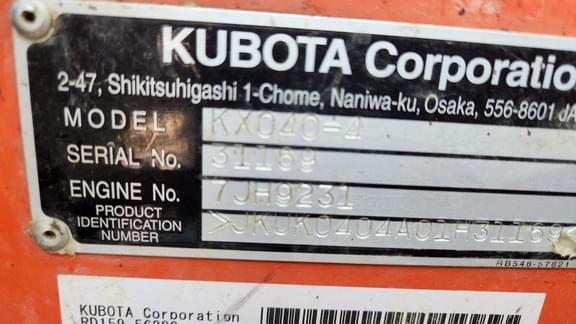 KUBOTA Corporatio
2-47, Shikitsuhigashi 1-Chome, Naniwa-ku, Osaka, 556-8601 JA
MODEL KX040-4
SERIAL No. 31169
ENGINE No. 7JH9231
PRODUCT
IDENTIFICATION
NUMBER >JKUK0404A01H31169<
RB548-57821
KUBOTA Corporation